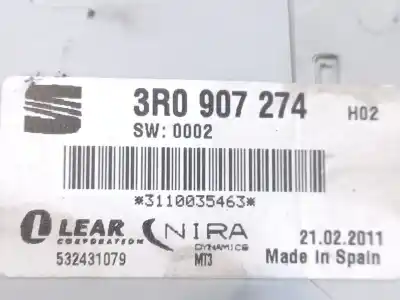 3R0 907 274 H02
SW: 0002
*3110035463*
LEAR NIRA
CORPORATION DYNAMICS 21.02.2011
532431079 MT3 Made in Spain